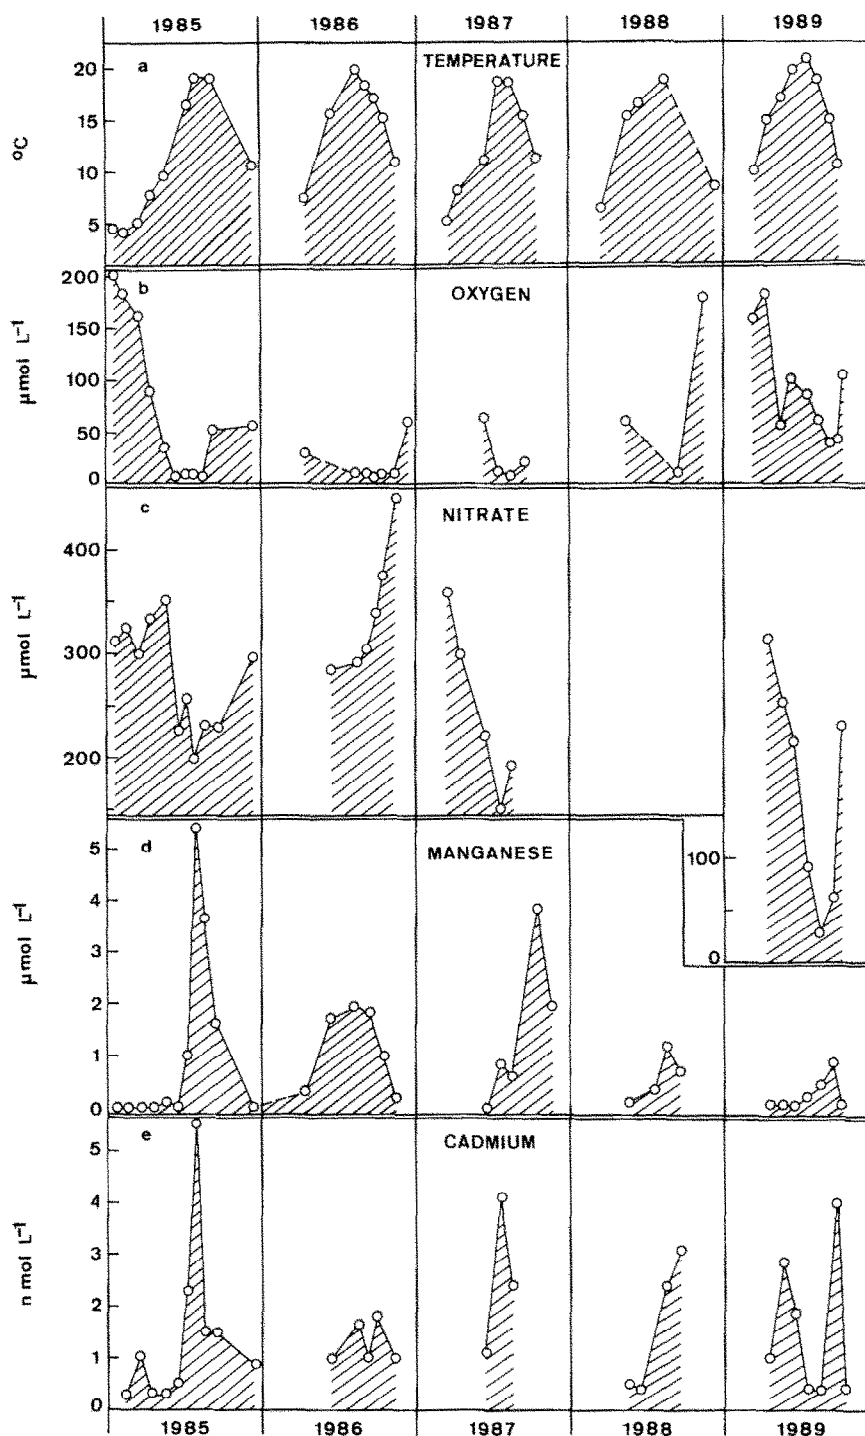 1985 1986 1987 1988 1989
a TEMPERATURE
20
15
10
5
°C
b OXYGEN
200
150
100
50
0
µmol L⁻¹
c NITRATE
400
300
200
µmol L⁻¹
100
0
d MANGANESE
5
4
3
2
1
0
µmol L⁻¹
e CADMIUM
5
4
3
2
1
0
n mol L⁻¹
1985 1986 1987 1988 1989